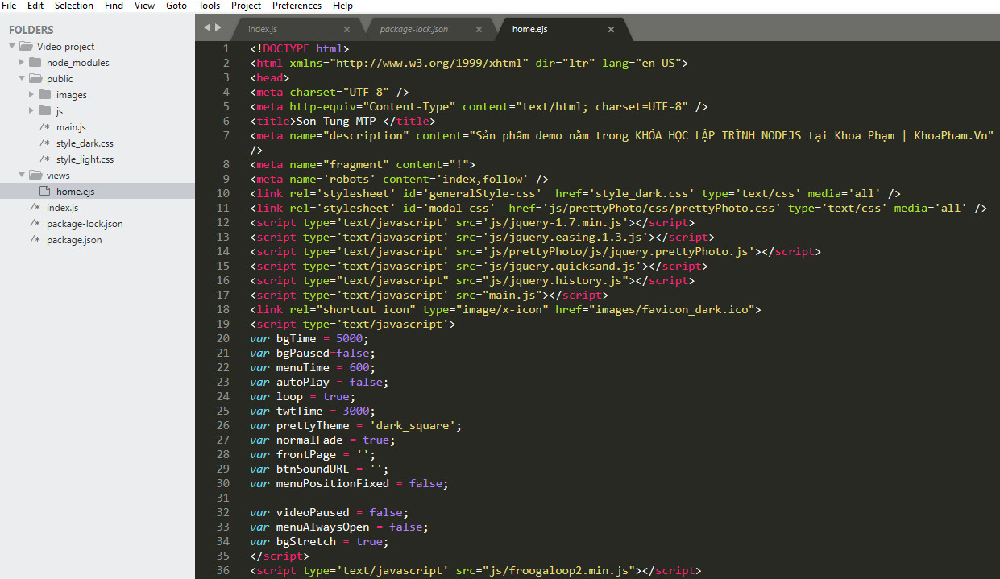 File Edit Selection Find View Goto Tools Project Preferences Help
FOLDERS
Video project
node_modules
public
images
js
/* main.js
/* style_dark.css
/* style_light.css
views
home.ejs
/* index.js
/* package-lock.json
/* package.json
index.js × package-lock.json × home.ejs ×
1 <!DOCTYPE html>
2 <html xmlns="http://www.w3.org/1999/xhtml" dir="ltr" lang="en-US">
3 <head>
4 <meta charset="UTF-8" />
5 <meta http-equiv="Content-Type" content="text/html; charset=UTF-8" />
6 <title>Son Tung MTP </title>
7 <meta name="description" content="Sản phẩm demo nằm trong KHÓA HỌC LẬP TRÌNH NODEJS tại Khoa Phạm | KhoaPham.Vn"
/>
8 <meta name="fragment" content="!">
9 <meta name='robots' content='index,follow' />
10 <link rel='stylesheet' id='generalStyle-css'  href='style_dark.css' type='text/css' media='all' />
11 <link rel='stylesheet' id='modal-css'  href='js/prettyPhoto/css/prettyPhoto.css' type='text/css' media='all' />
12 <script type='text/javascript' src='js/jquery-1.7.min.js'></script>
13 <script type='text/javascript' src='js/jquery.easing.1.3.js'></script>
14 <script type='text/javascript' src='js/prettyPhoto/js/jquery.prettyPhoto.js'></script>
15 <script type='text/javascript' src='js/jquery.quicksand.js'></script>
16 <script type="text/javascript" src="js/jquery.history.js"></script>
17 <script type='text/javascript' src="main.js"></script>
18 <link rel="shortcut icon" type="image/x-icon" href="images/favicon_dark.ico">
19 <script type='text/javascript'>
20 var bgTime = 5000;
21 var bgPaused=false;
22 var menuTime = 600;
23 var autoPlay = false;
24 var loop = true;
25 var twtTime = 3000;
26 var prettyTheme = 'dark_square';
27 var normalFade = true;
28 var frontPage = '';
29 var btnSoundURL = '';
30 var menuPositionFixed = false;
31
32 var videoPaused = false;
33 var menuAlwaysOpen = false;
34 var bgStretch = true;
35 </script>
36 <script type='text/javascript' src="js/froogaloop2.min.js"></script>